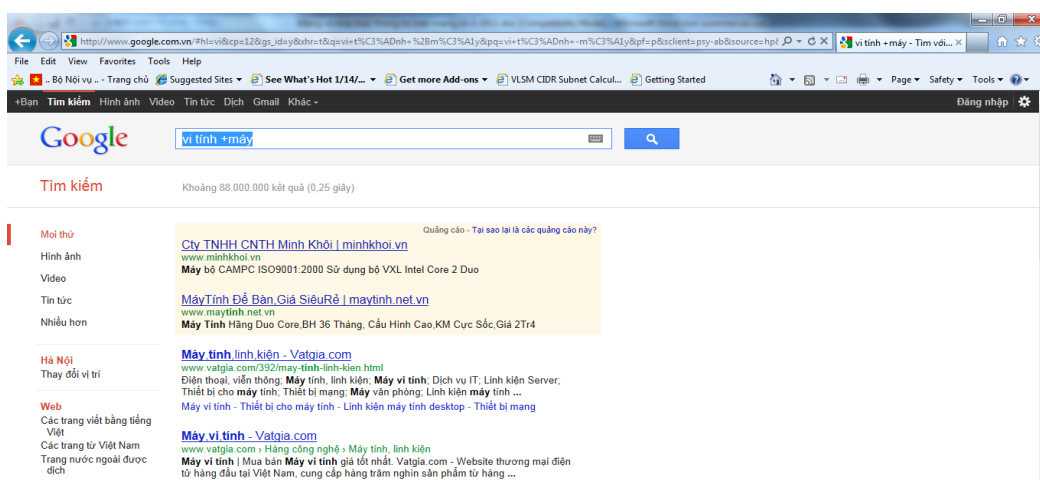 http://www.google.com.vn/#hl=vi&cp=12&gs_id=y&xhr=t&q=vi+t%C3%ADnh+%2Bm%C3%A1y&pq=vi+t%C3%ADnh+-m%C3%A1y&pf=p&sclient=psy-ab&source=hpl vi tính +máy - Tìm với...
File Edit View Favorites Tools Help
.. Bộ Nội vụ .. - Trang chủ Suggested Sites See What's Hot 1/14/... Get more Add-ons VLSM CIDR Subnet Calcul... Getting Started Page Safety Tools
+Bạn Tìm kiếm Hình ảnh Video Tin tức Dịch Gmail Khác Đăng nhập
Google vi tính +máy
Tìm kiếm Khoảng 88.000.000 kết quả (0,25 giây)
Quảng cáo - Tại sao lại là các quảng cáo này?
Mọi thứ
Hình ảnh
Video
Tin tức
Nhiều hơn
Hà Nội
Thay đổi vị trí
Web
Các trang viết bằng tiếng
Việt
Các trang từ Việt Nam
Trang nước ngoài được
dịch
Cty TNHH CNTH Minh Khôi | minhkhoi.vn
www.minhkhoi.vn
Máy bộ CAMPC ISO9001:2000 Sử dụng bộ VXL Intel Core 2 Duo
MáyTính Để Bàn,Giá SiêuRẻ | maytinh.net.vn
www.maytinh.net.vn
Máy Tính Hãng Duo Core,BH 36 Tháng, Cấu Hình Cao,KM Cực Sốc,Giá 2Tr4
Máy,tính,linh,kiện - Vatgia.com
www.vatgia.com/392/may-tinh-linh-kien.html
Điện thoại, viễn thông; Máy tính, linh kiện; Máy vi tính; Dịch vụ IT; Linh kiện Server;
Thiết bị cho máy tính; Thiết bị mạng; Máy văn phòng; Linh kiện máy tính ...
Máy vi tính - Thiết bị cho máy tính - Linh kiện máy tính desktop - Thiết bị mạng
Máy,vi,tính - Vatgia.com
www.vatgia.com › Hàng công nghệ › Máy tính, linh kiện
Máy vi tính | Mua bán Máy vi tính giá tốt nhất. Vatgia.com - Website thương mại điện
tử hàng đầu tại Việt Nam, cung cấp hàng trăm nghìn sản phẩm từ hàng ...